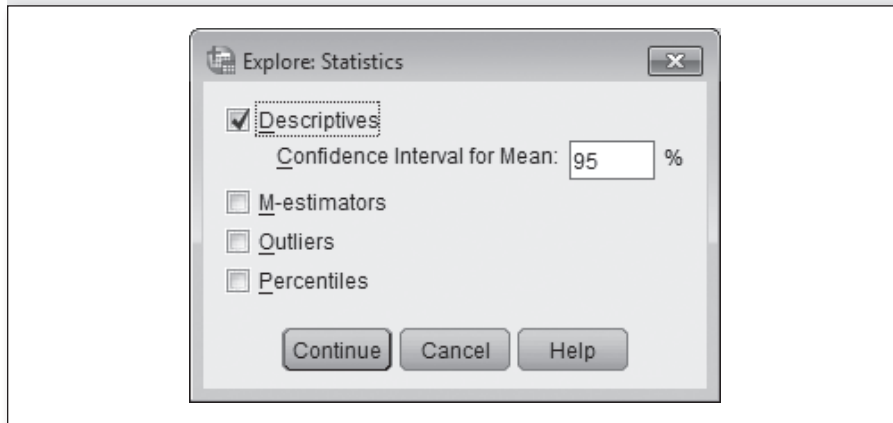 Explore: Statistics
Descriptives
Confidence Interval for Mean: 95 %
M-estimators
Outliers
Percentiles
Continue Cancel Help